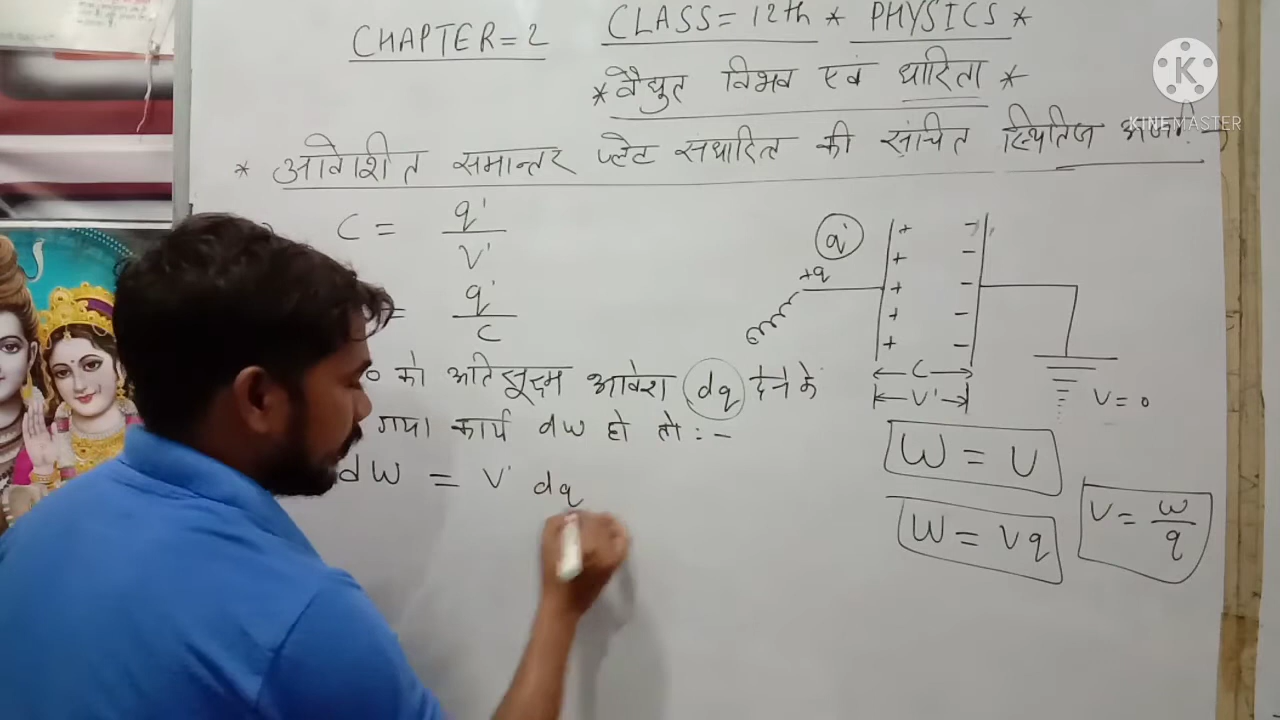 CHAPTER=2 CLASS=12th * PHYSICS *
* वैद्युत विभव एवं धारिता *
K
KINEMASTER
* आवेशीत समान्तर प्लेट संधारित्र की संचित स्थितिज
C = q'/V'
= q'/C
को अतिसूक्ष्म आवेश (dq) देने के
गया कार्य dw हो तो :-
dW = V' dq
q'
+q
+ -
+ -
+ -
+ -
+ -
C
V'
V=0
W = U
W = Vq
V = w/q